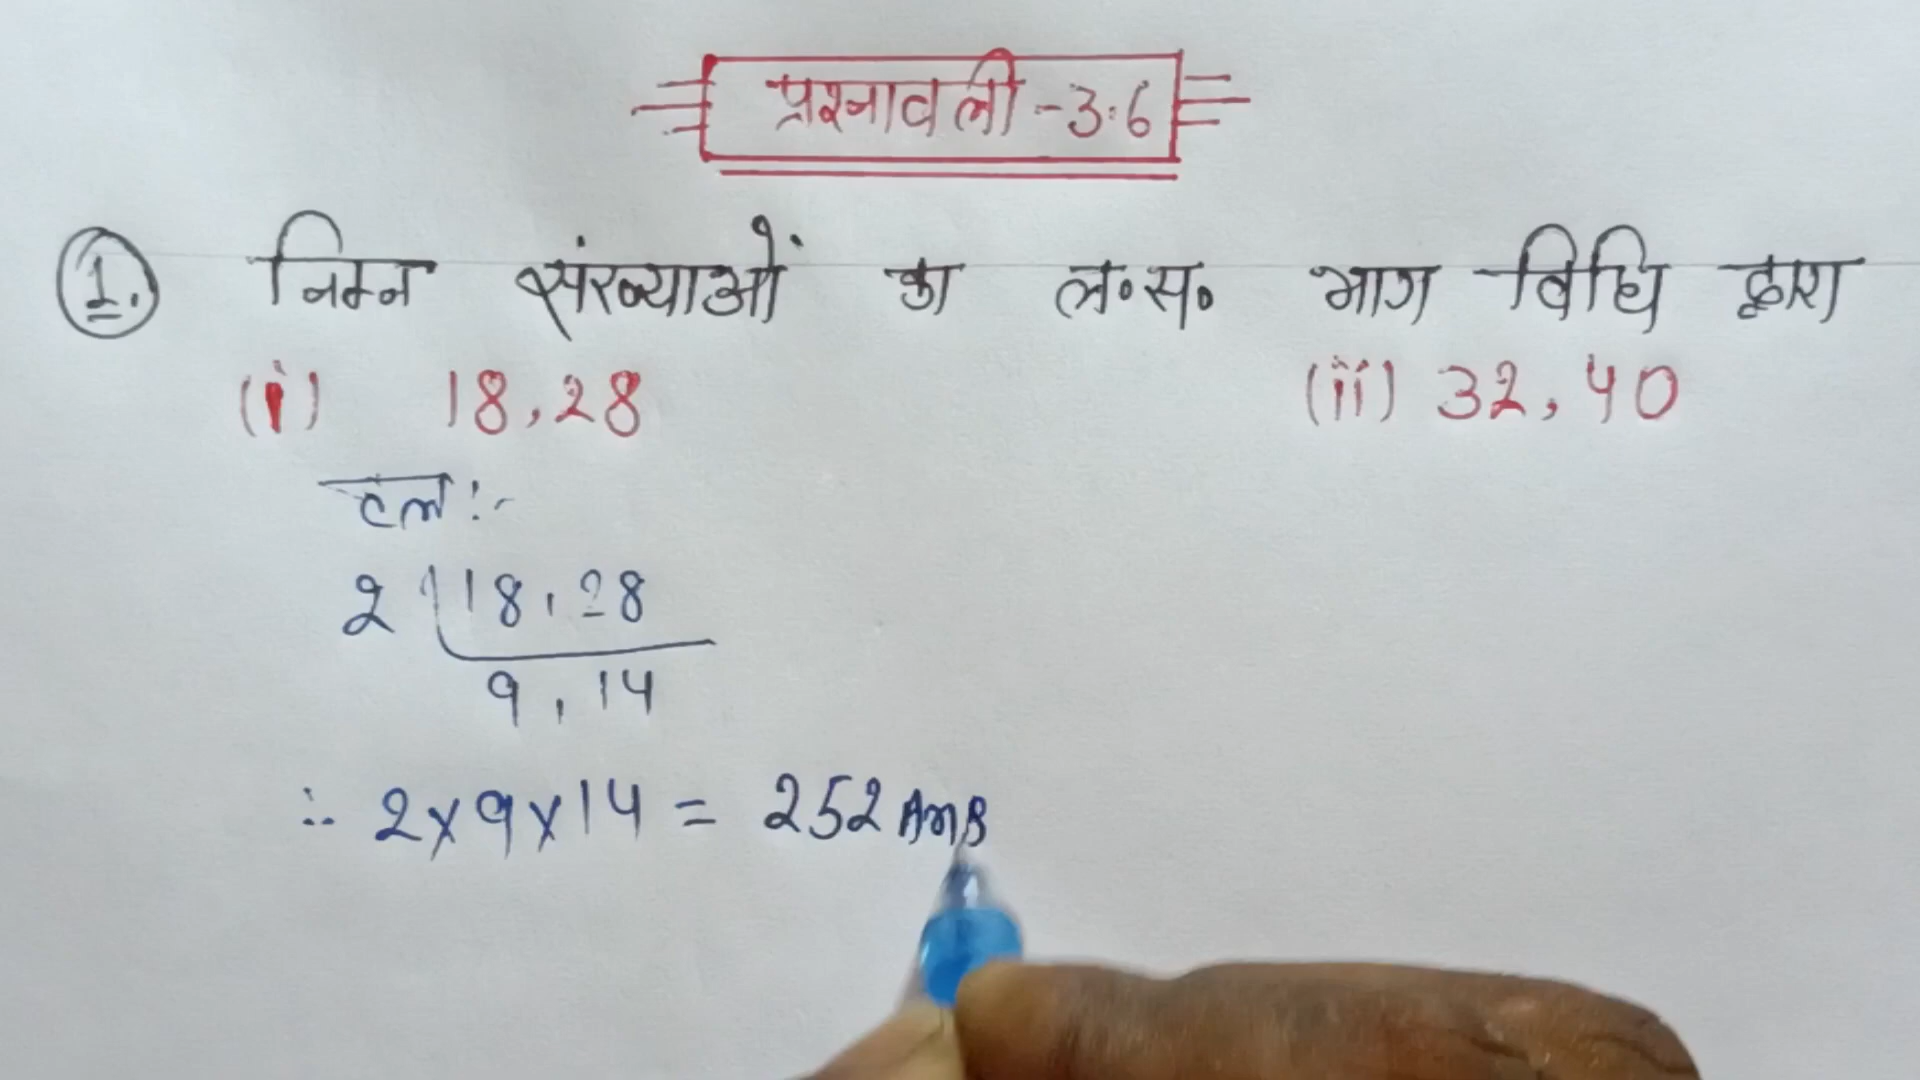 प्रश्नावली-3.6
1. निम्न संख्याओं का ल.स. भाग विधि द्वारा
(i) 18,28 (ii) 32,40
हल:-
2 18,28
9,14
∴ 2×9×14 = 252 Ans